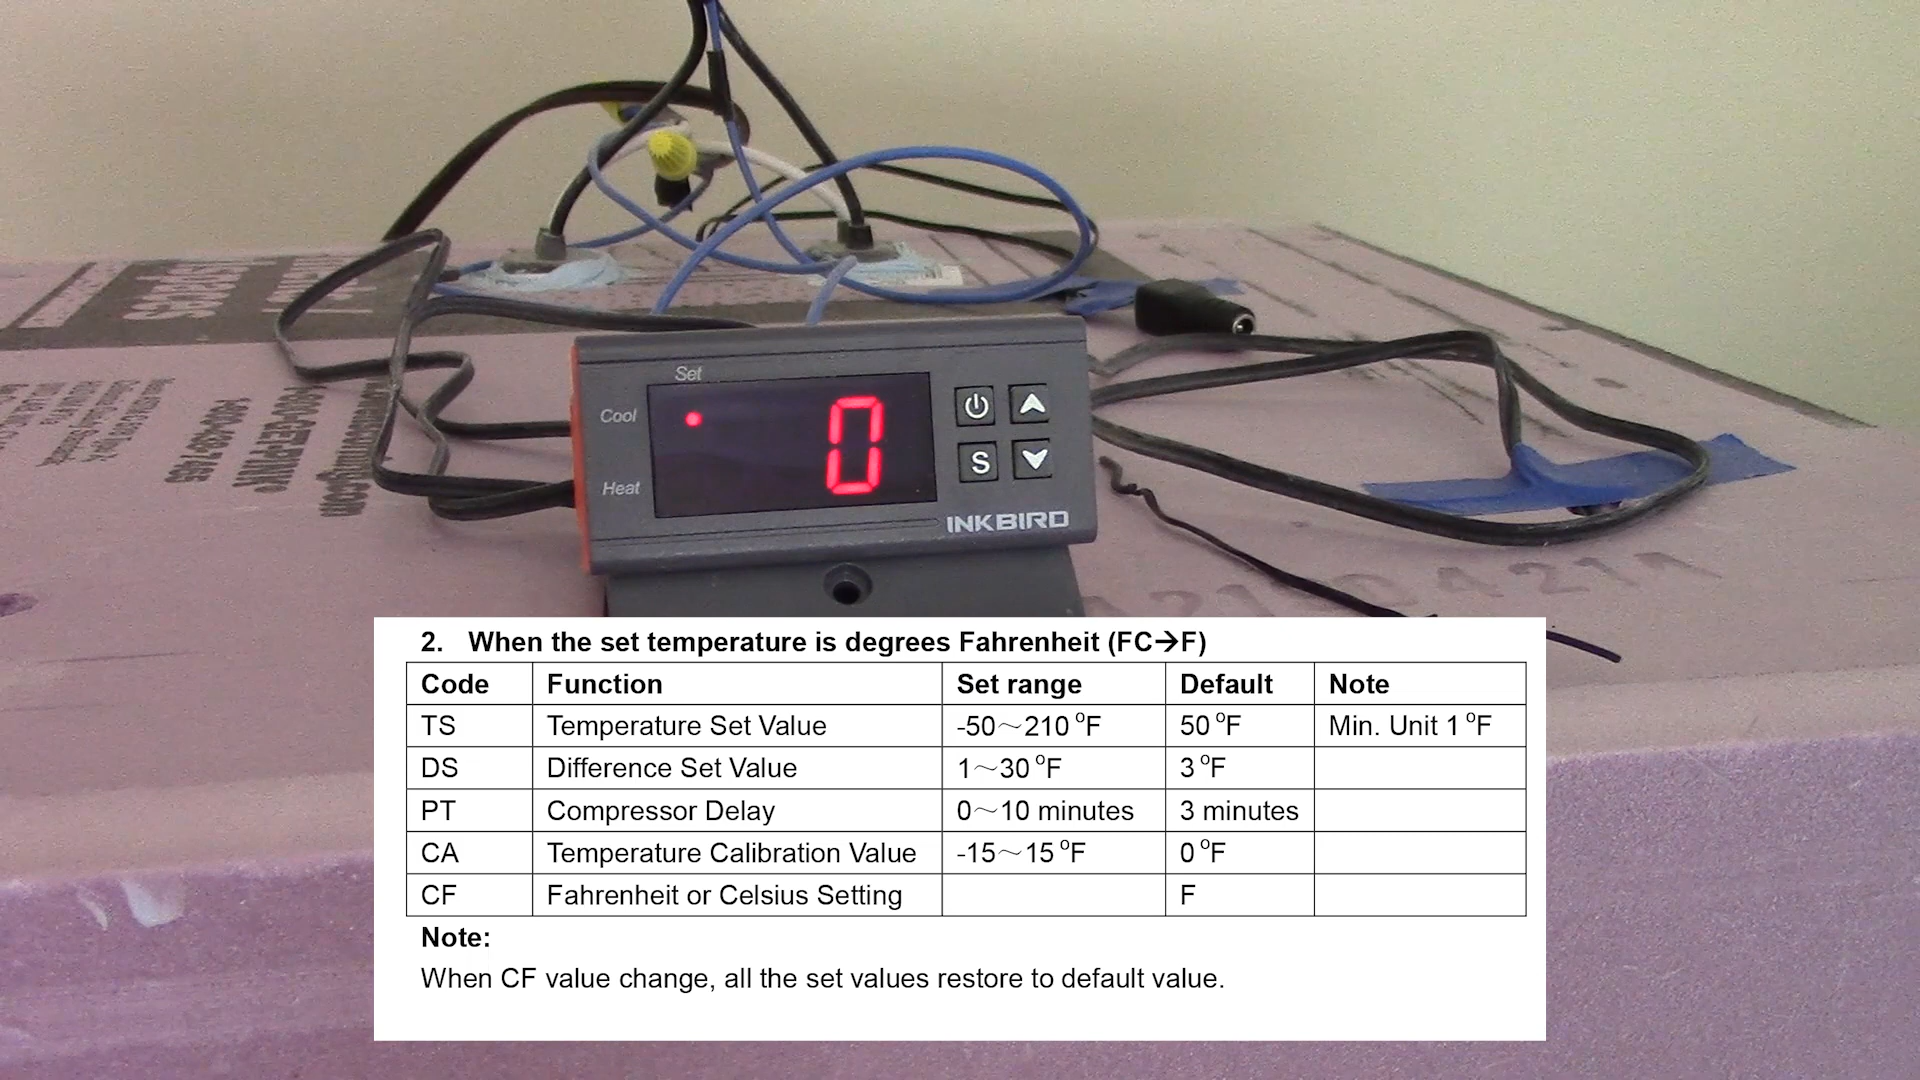 Set
Cool
0
Heat
S
INKBIRD
2. When the set temperature is degrees Fahrenheit (FC→F)
Code Function Set range Default Note
TS Temperature Set Value -50～210 °F 50 °F Min. Unit 1 °F
DS Difference Set Value 1～30 °F 3 °F
PT Compressor Delay 0～10 minutes 3 minutes
CA Temperature Calibration Value -15～15 °F 0 °F
CF Fahrenheit or Celsius Setting F
Note:
When CF value change, all the set values restore to default value.